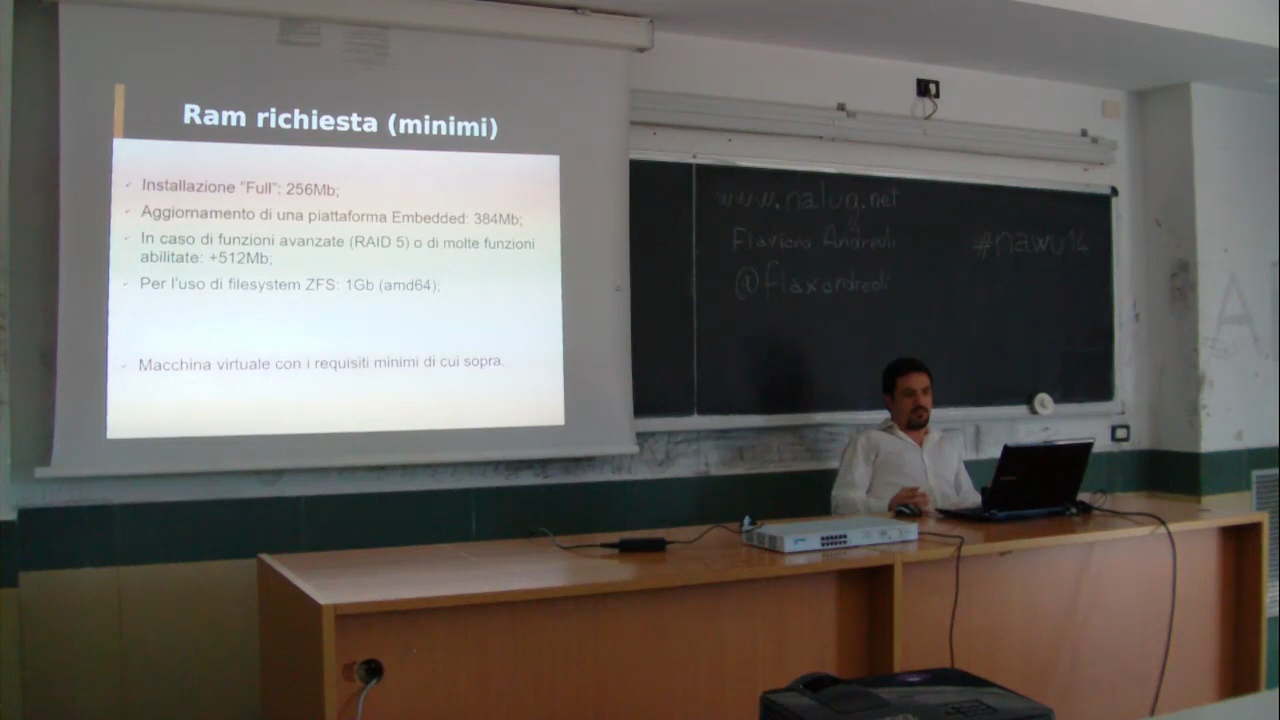 Ram richiesta (minimi)
Installazione "Full": 256Mb;
Aggiornamento di una piattaforma Embedded: 384Mb;
In caso di funzioni avanzate (RAID 5) o di molte funzioni
abilitate: +512Mb;
Per l'uso di filesystem ZFS: 1Gb (amd64);
Macchina virtuale con i requisiti minimi di cui sopra.
www.nalug.net
Flaviano Andreoli
@flaxandreoli
#nawu14
A